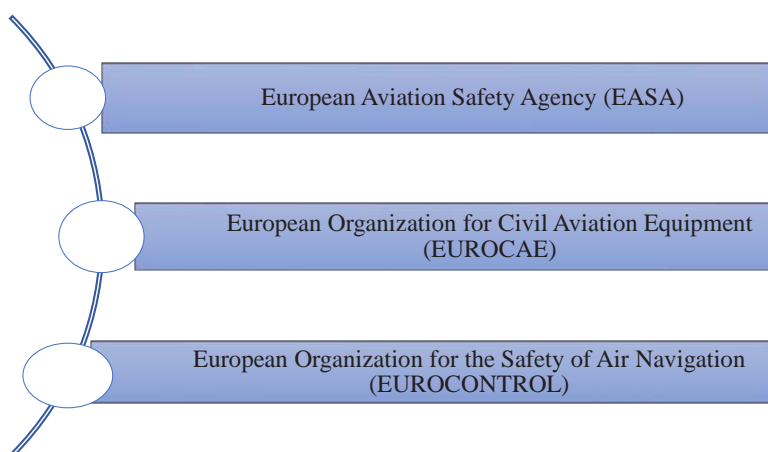 European Aviation Safety Agency (EASA)
European Organization for Civil Aviation Equipment
(EUROCAE)
European Organization for the Safety of Air Navigation
(EUROCONTROL)